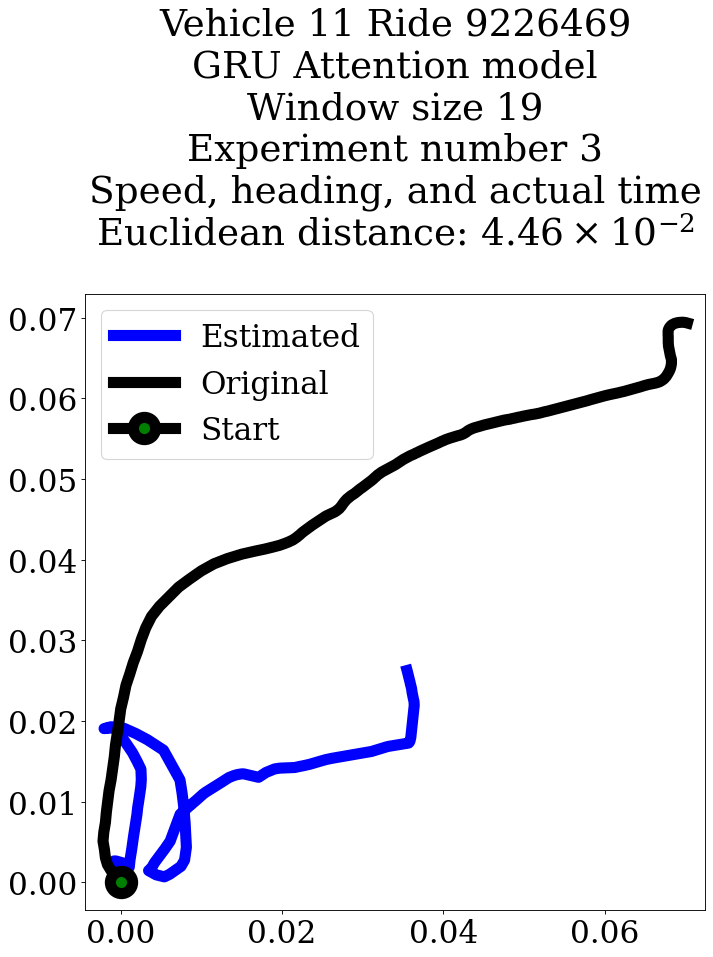 Vehicle 11 Ride 9226469
GRU Attention model
Window size 19
Experiment number 3
Speed, heading, and actual time
Euclidean distance: 4.46 × 10⁻²
Estimated
Original
Start
0.07
0.06
0.05
0.04
0.03
0.02
0.01
0.00
0.00 0.02 0.04 0.06